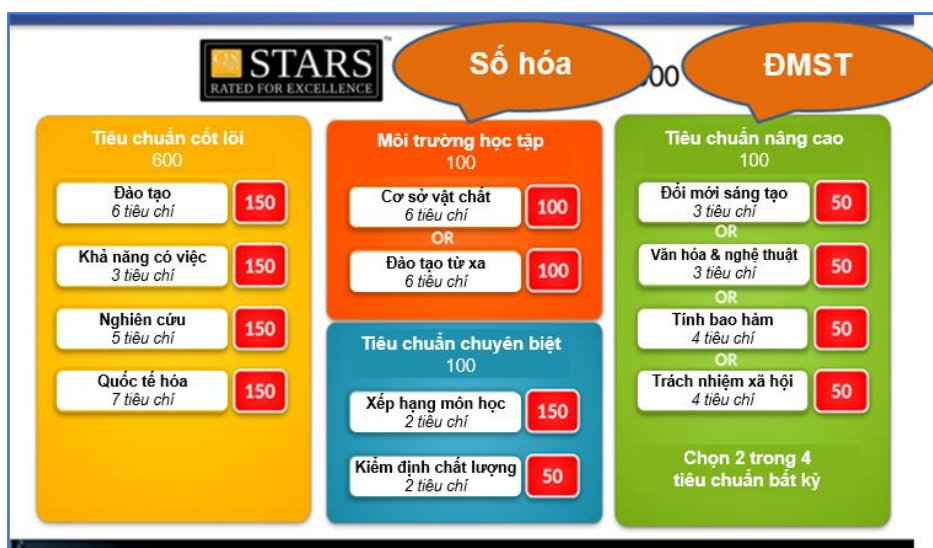 QS STARS
™
RATED FOR EXCELLENCE
Số hóa
00
ĐMST
Tiêu chuẩn cốt lõi
600
Đào tạo
6 tiêu chí
150
Khả năng có việc
3 tiêu chí
150
Nghiên cứu
5 tiêu chí
150
Quốc tế hóa
7 tiêu chí
150
Môi trường học tập
100
Cơ sở vật chất
6 tiêu chí
100
OR
Đào tạo từ xa
6 tiêu chí
100
Tiêu chuẩn chuyên biệt
100
Xếp hạng môn học
2 tiêu chí
150
Kiểm định chất lượng
2 tiêu chí
50
Tiêu chuẩn nâng cao
100
Đổi mới sáng tạo
3 tiêu chí
50
OR
Văn hóa & nghệ thuật
3 tiêu chí
50
OR
Tính bao hàm
4 tiêu chí
50
OR
Trách nhiệm xã hội
4 tiêu chí
50
Chọn 2 trong 4
tiêu chuẩn bất kỳ